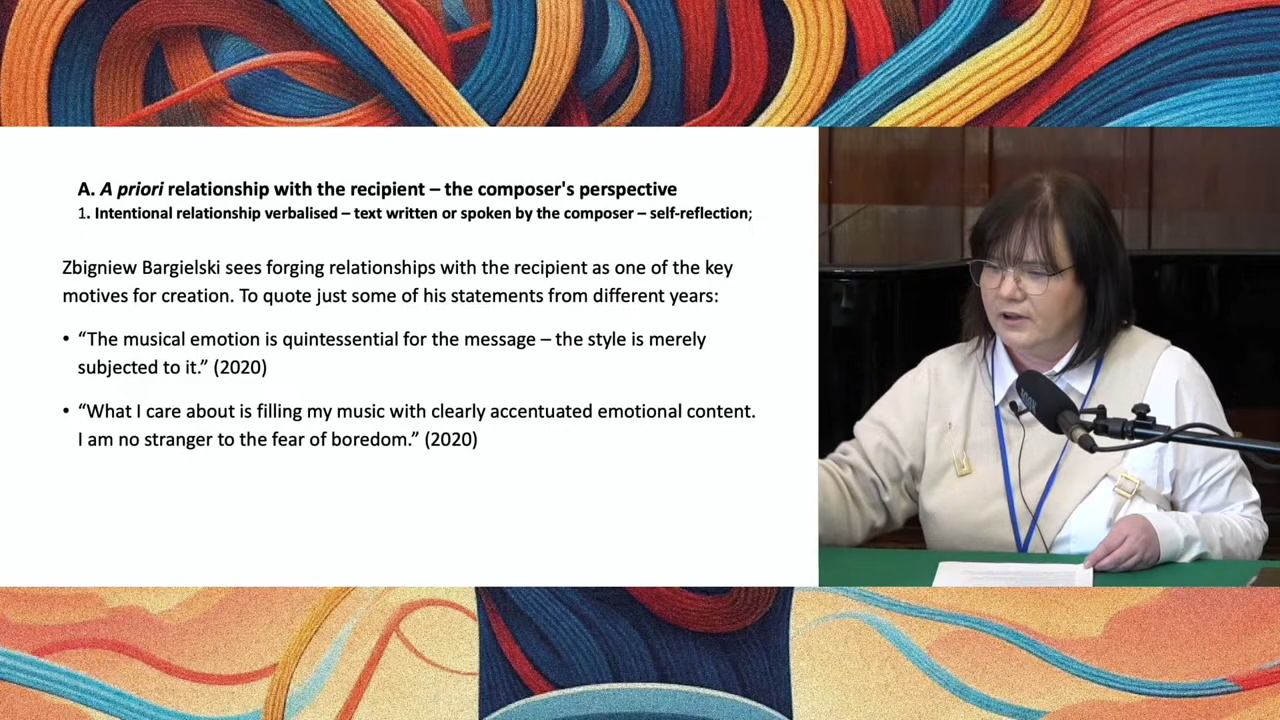 A. A priori relationship with the recipient – the composer's perspective
1. Intentional relationship verbalised – text written or spoken by the composer – self-reflection;
Zbigniew Bargielski sees forging relationships with the recipient as one of the key
motives for creation. To quote just some of his statements from different years:
• “The musical emotion is quintessential for the message – the style is merely
subjected to it.” (2020)
• “What I care about is filling my music with clearly accentuated emotional content.
I am no stranger to the fear of boredom.” (2020)